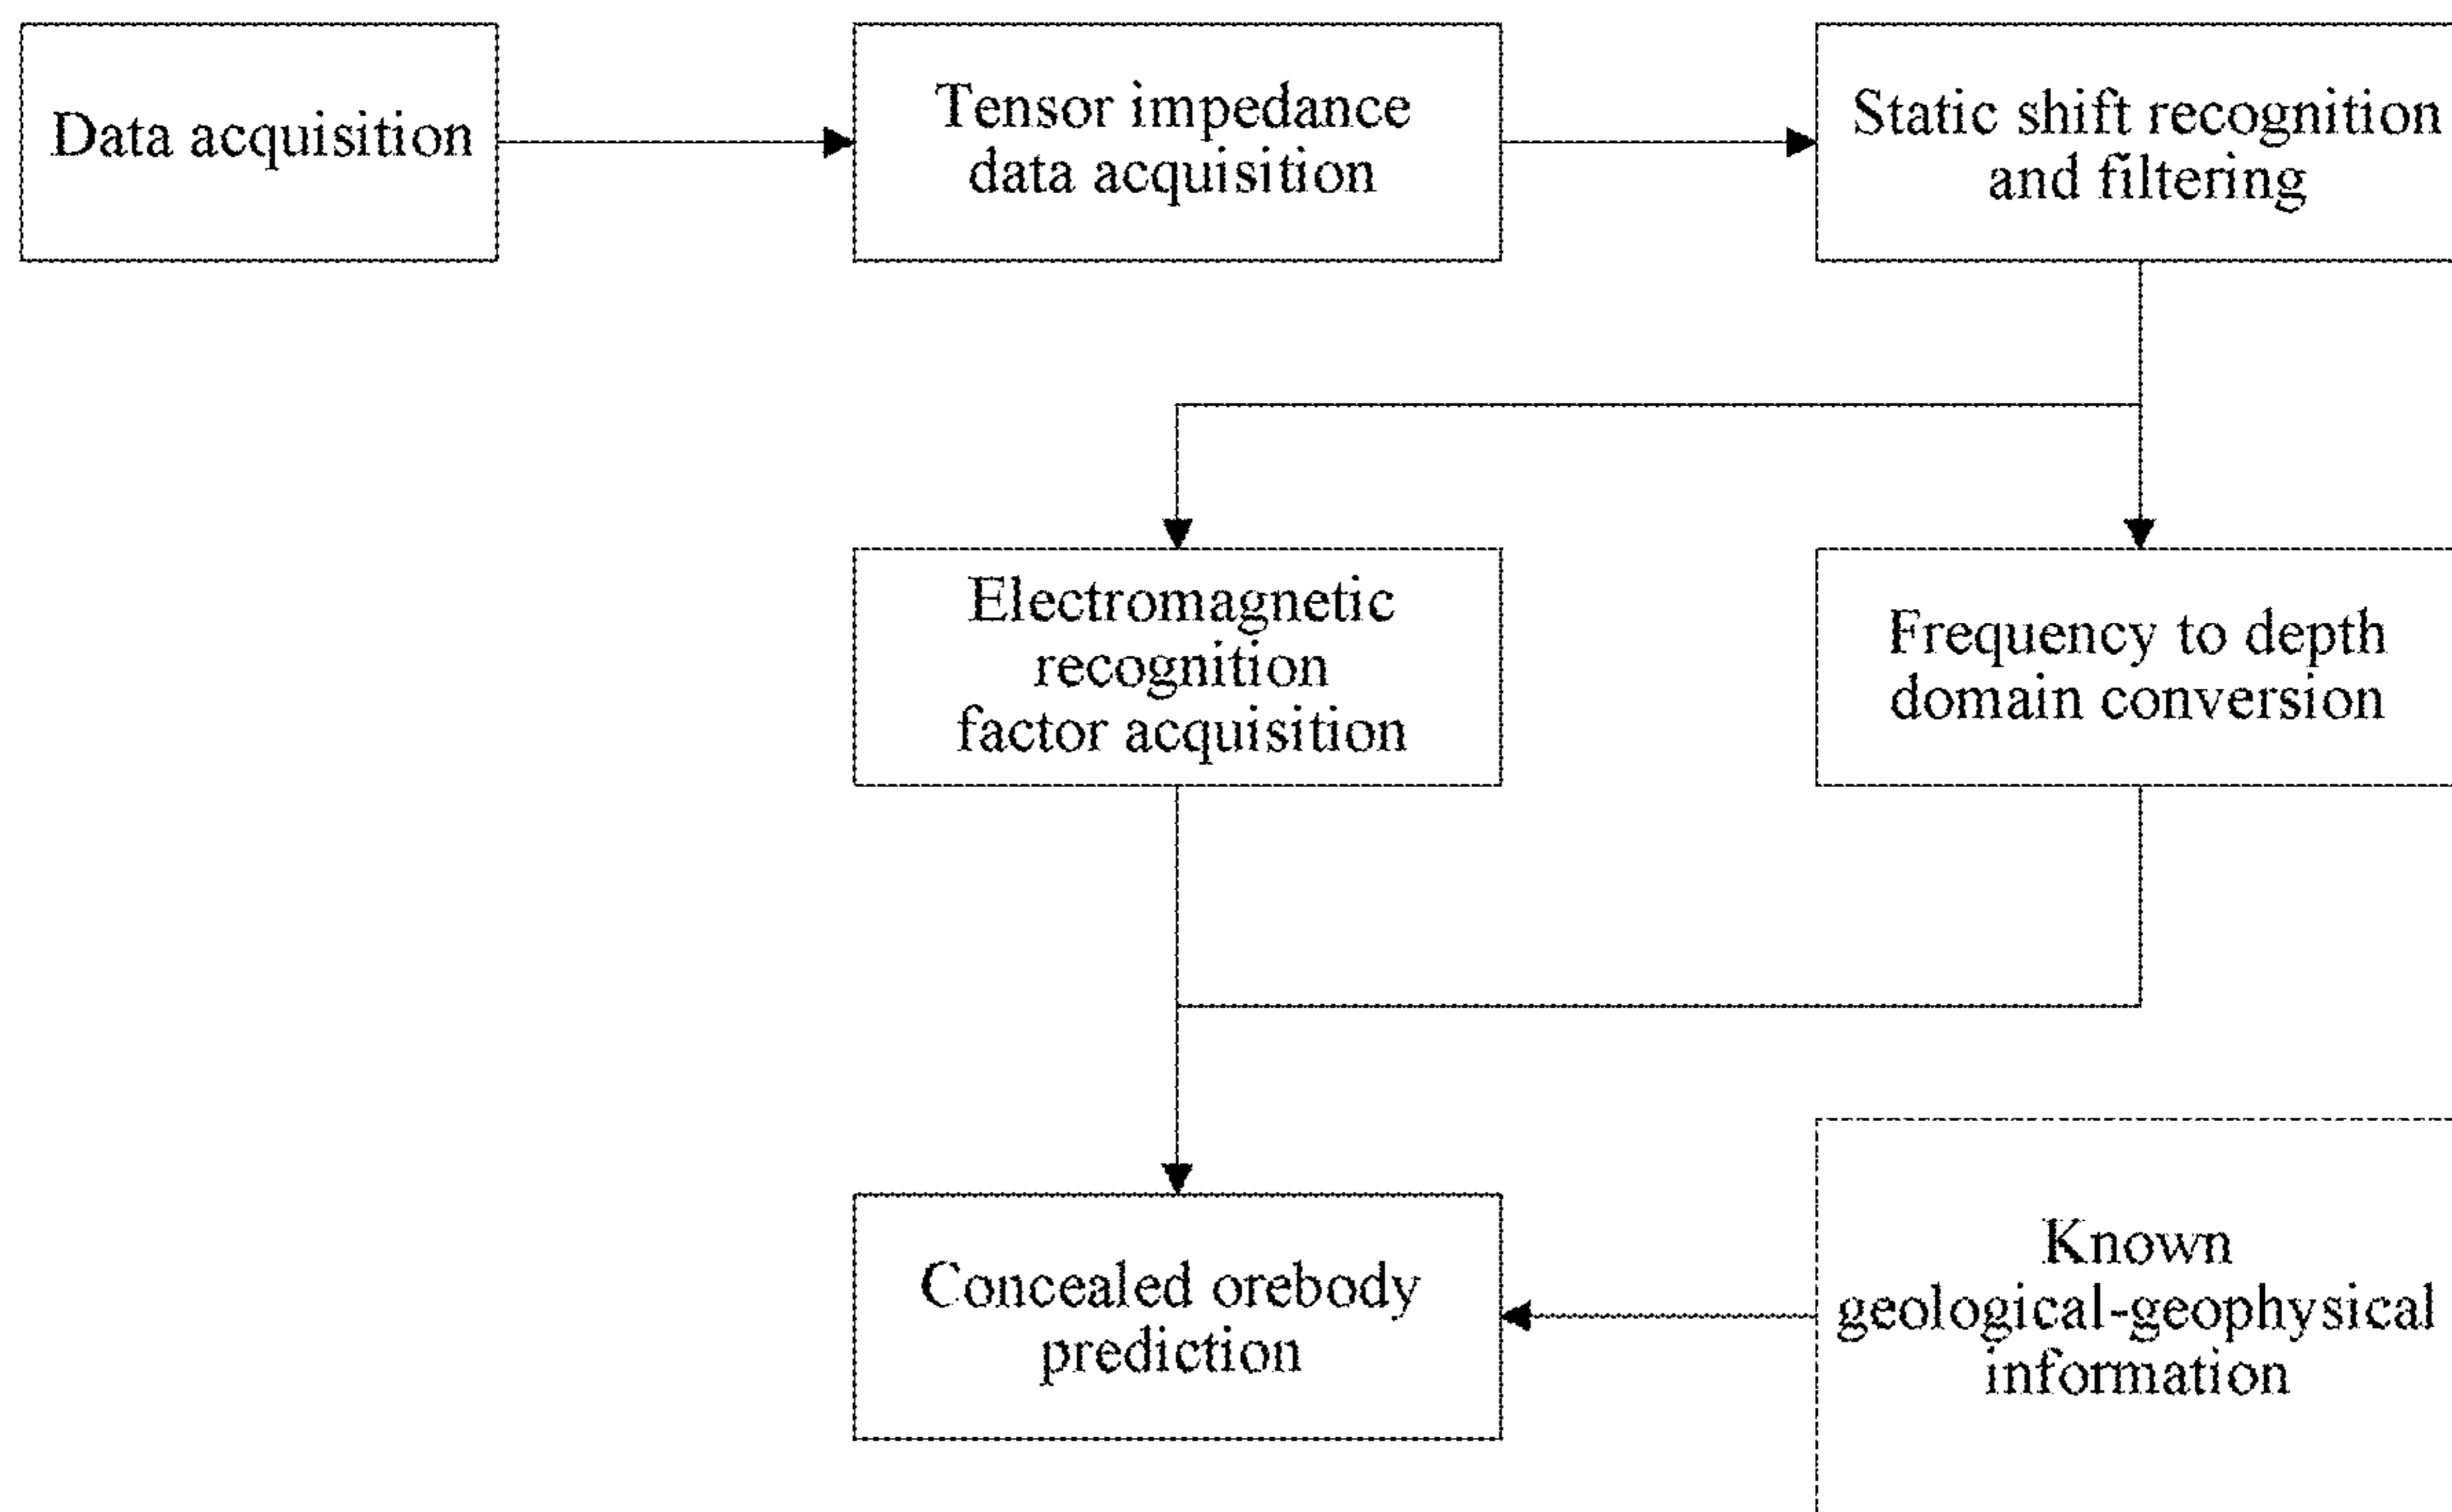 Data acquisition
Tensor impedance
data acquisition
Static shift recognition
and filtering
Electromagnetic
recognition
factor acquisition
Frequency to depth
domain conversion
Concealed orebody
prediction
Known
geological-geophysical
information